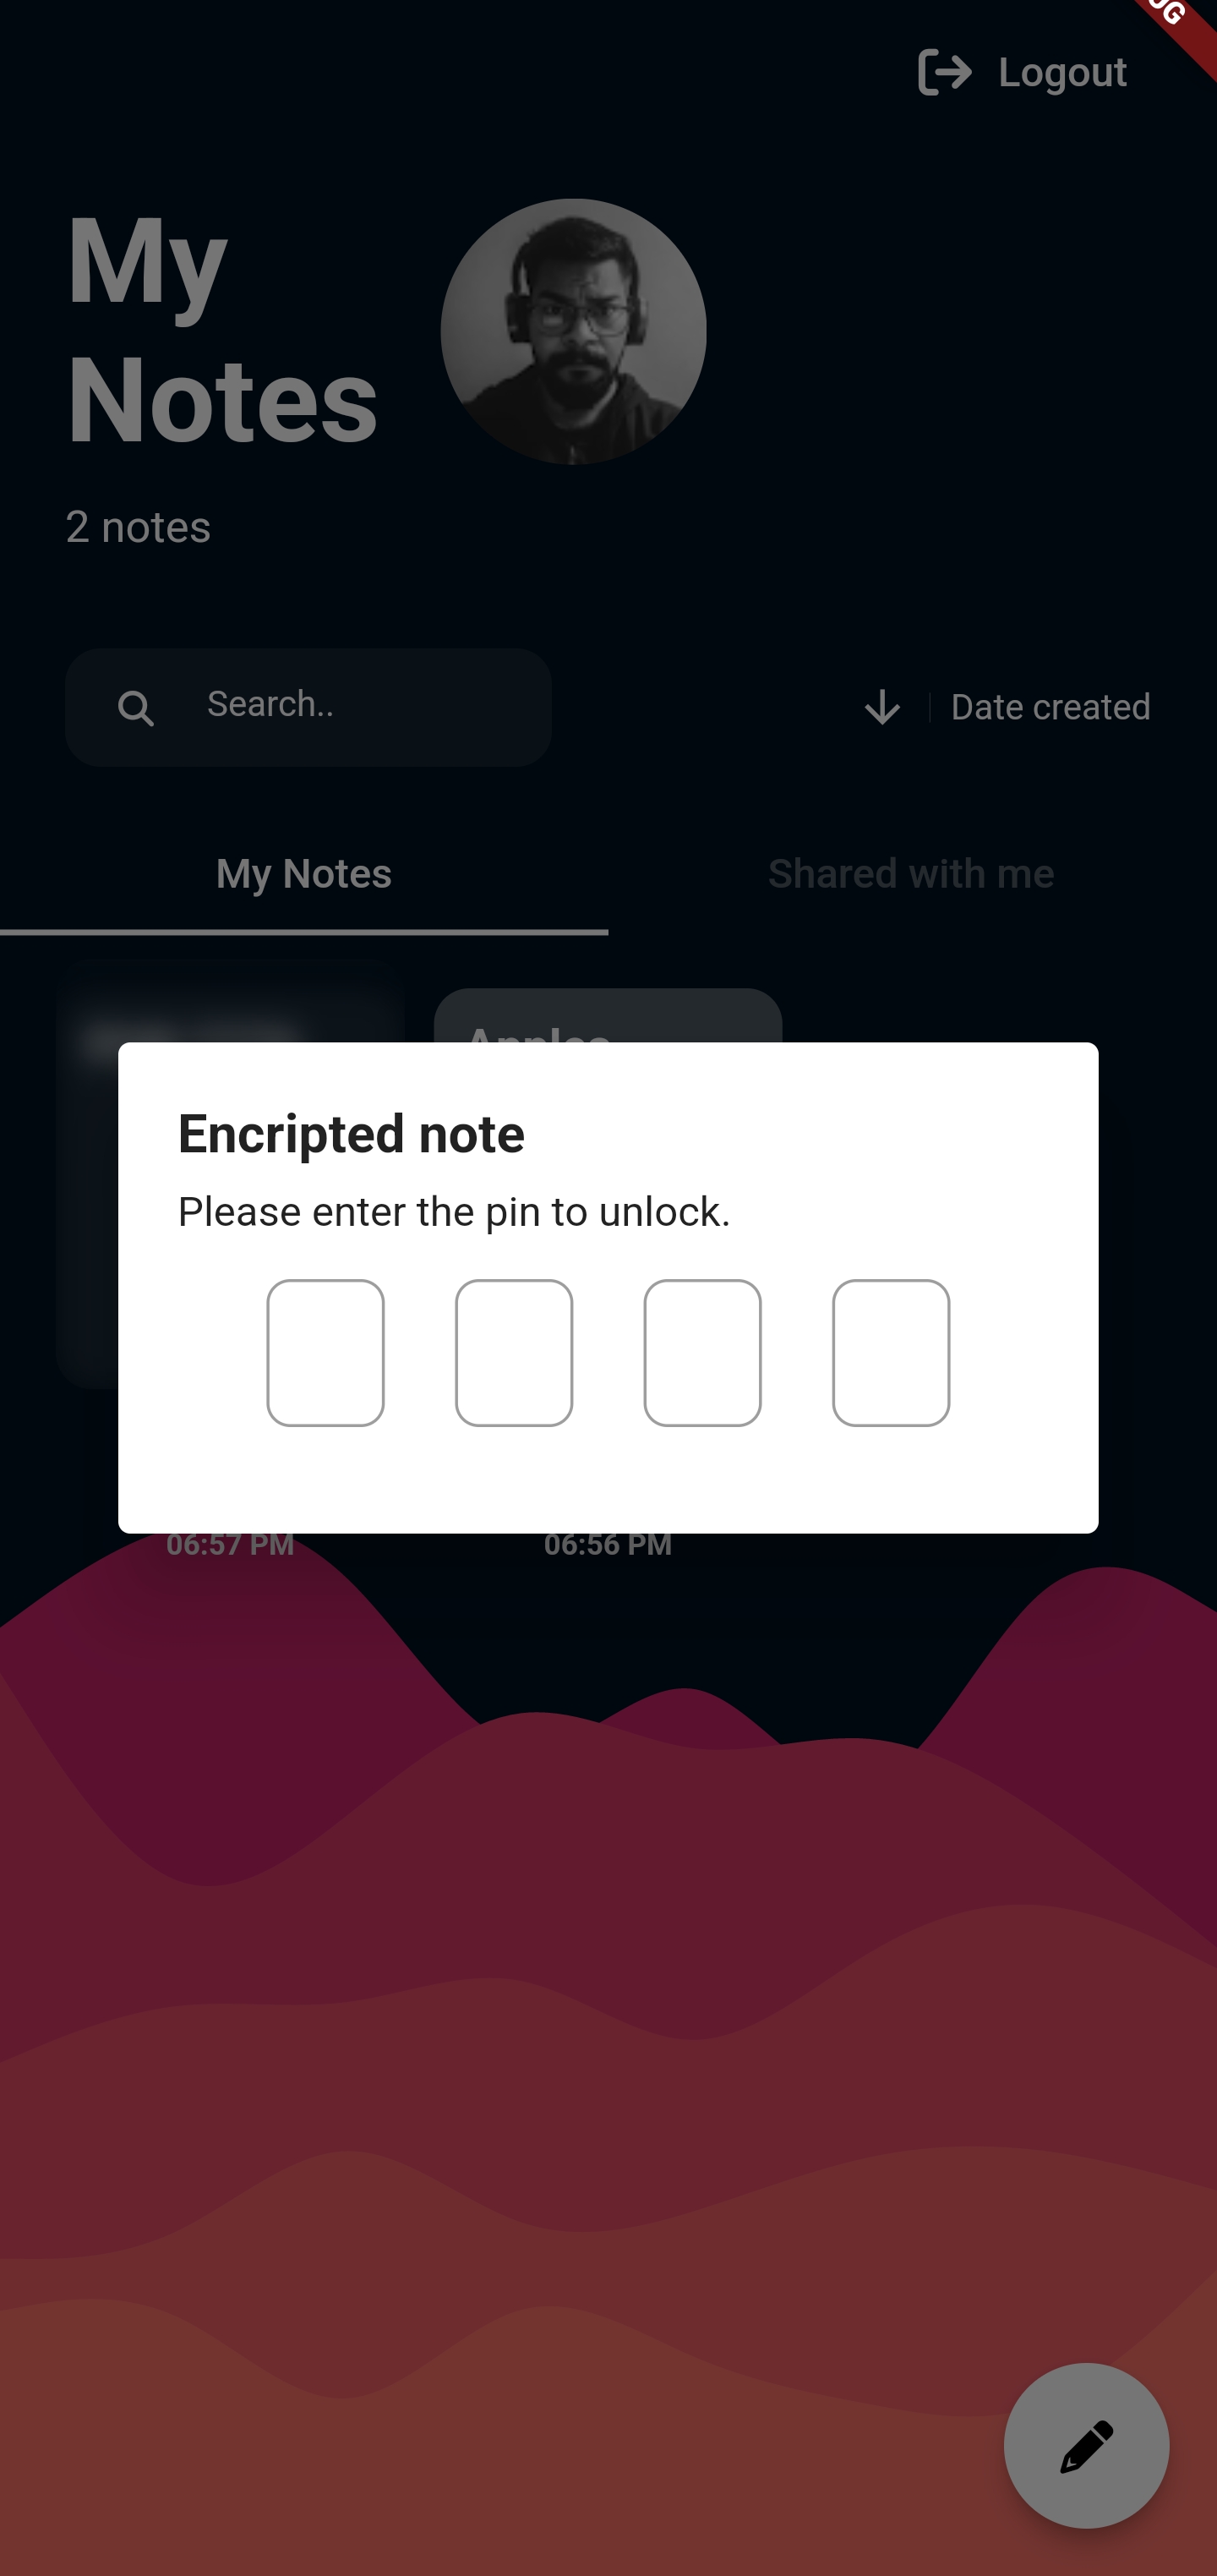 Logout
My
Notes
2 notes
Search..
Date created
My Notes
Shared with me
Apples
Encripted note
Please enter the pin to unlock.
06:57 PM
06:56 PM